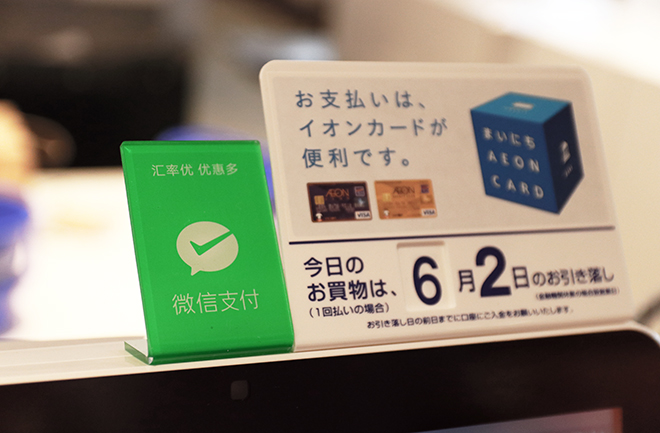 汇率优 优惠多
微信支付
お支払いは、
イオンカードが
便利です。
まいにち
AEON
CARD
AEON
VISA
AEON
VISA
今日の
お買物は、6月2日のお引き落し
(1回払いの場合)
お引き落し日の前日までに口座にご入金をお願いいたします。